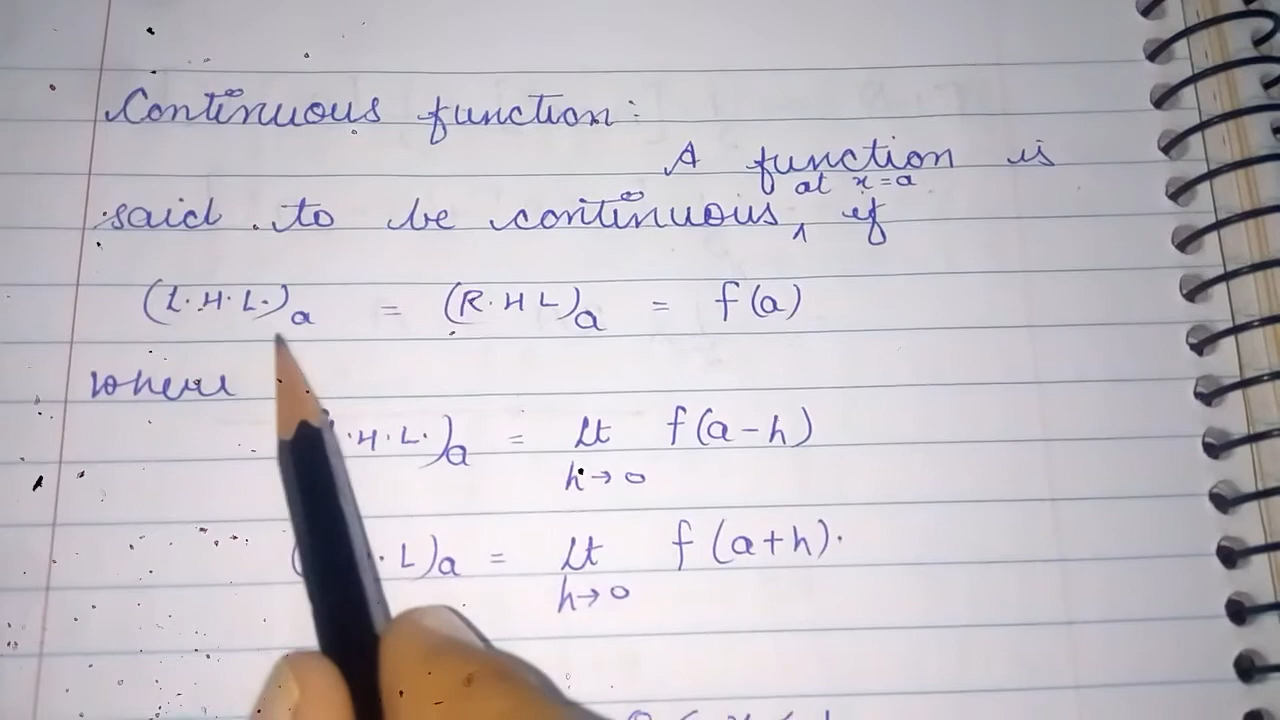 Continuous function:
A function is
at x=a
said to be continuous, ∧ if
(L.H.L.)a = (R.H L)a = f(a)
where
.H.L.)a = lt f(a-h)
h→0
. L)a = lt f(a+h).
h→0